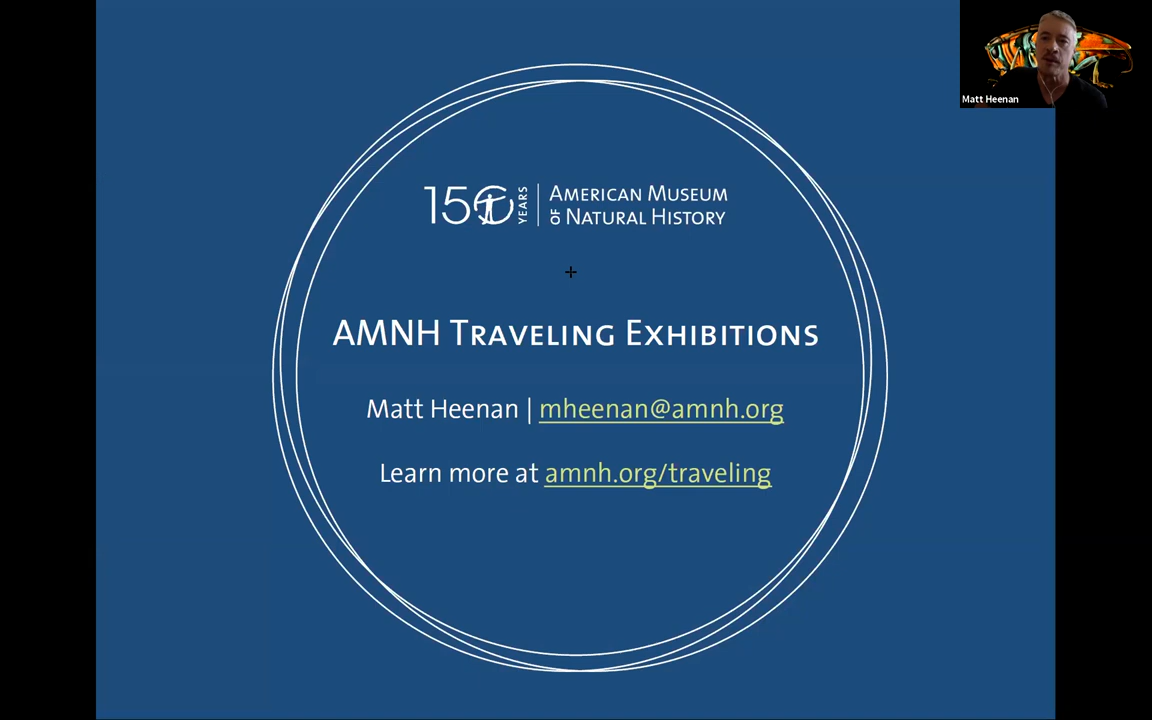 Matt Heenan
150 YEARS
AMERICAN MUSEUM
OF NATURAL HISTORY
AMNH TRAVELING EXHIBITIONS
Matt Heenan | mheenan@amnh.org
Learn more at amnh.org/traveling